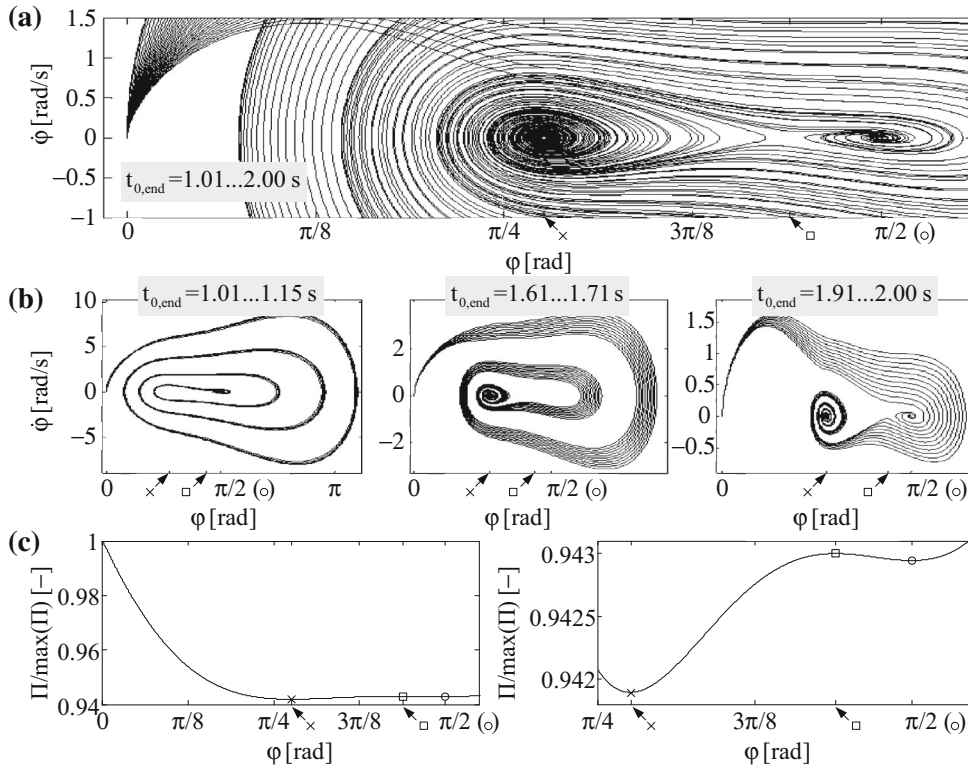 (a)
1.5
1
0.5
0
−0.5
−1
φ̇ [rad/s]
t0,end =1.01...2.00 s
0 π/8 π/4 × 3π/8 □ π/2 (○)
φ [rad]
(b)
t0,end =1.01...1.15 s
10
5
0
−5
φ̇ [rad/s]
0 × □ π/2 (○) π
φ [rad]
t0,end =1.61...1.71 s
2
0
−2
0 × □ π/2 (○)
φ [rad]
t0,end =1.91...2.00 s
1.5
1
0.5
0
−0.5
0 × □ π/2 (○)
φ [rad]
(c)
1
0.98
0.96
0.94
Π/max(Π) [−]
0 π/8 π/4 × 3π/8 □ π/2 (○)
φ [rad]
0.943
0.9425
0.942
Π/max(Π) [−]
π/4 × 3π/8 □ π/2 (○)
φ [rad]